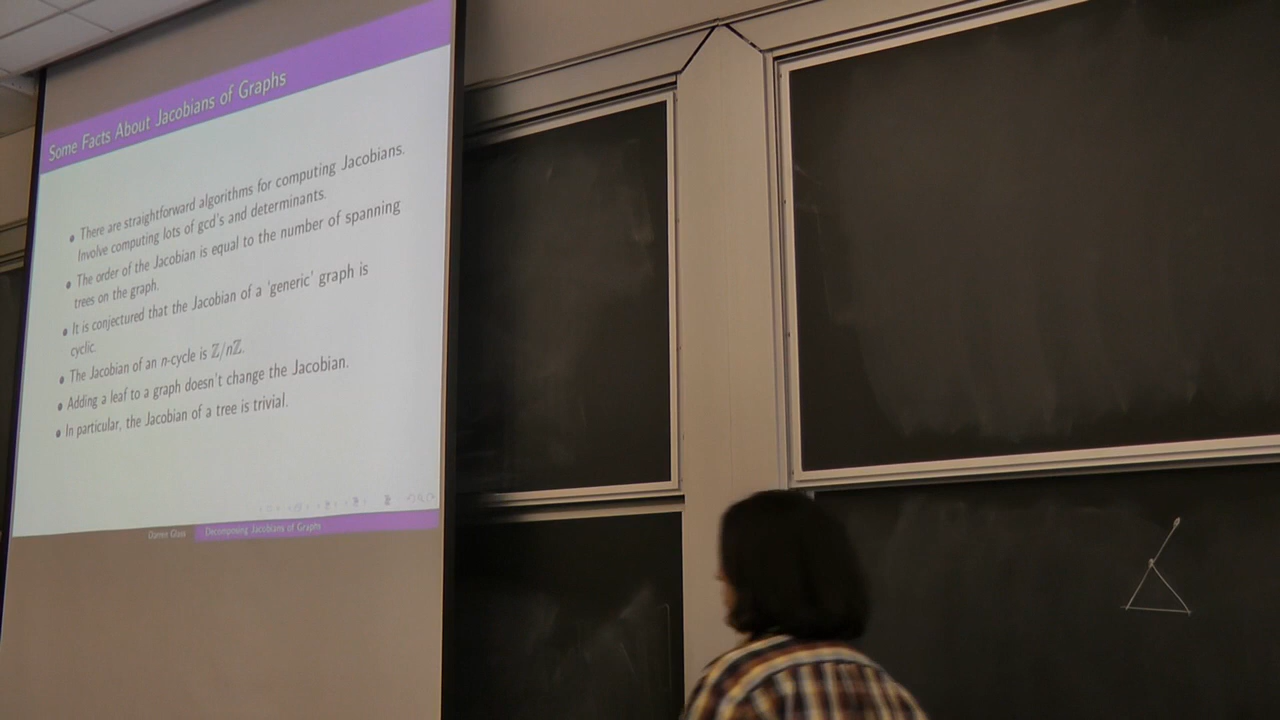 Some Facts About Jacobians of Graphs
• There are straightforward algorithms for computing Jacobians.
Involve computing lots of gcd's and determinants.
• The order of the Jacobian is equal to the number of spanning
trees on the graph.
• It is conjectured that the Jacobian of a 'generic' graph is
cyclic.
• The Jacobian of an n-cycle is ℤ/nℤ.
• Adding a leaf to a graph doesn't change the Jacobian.
• In particular, the Jacobian of a tree is trivial.
Darren Glass Decomposing Jacobians of Graphs